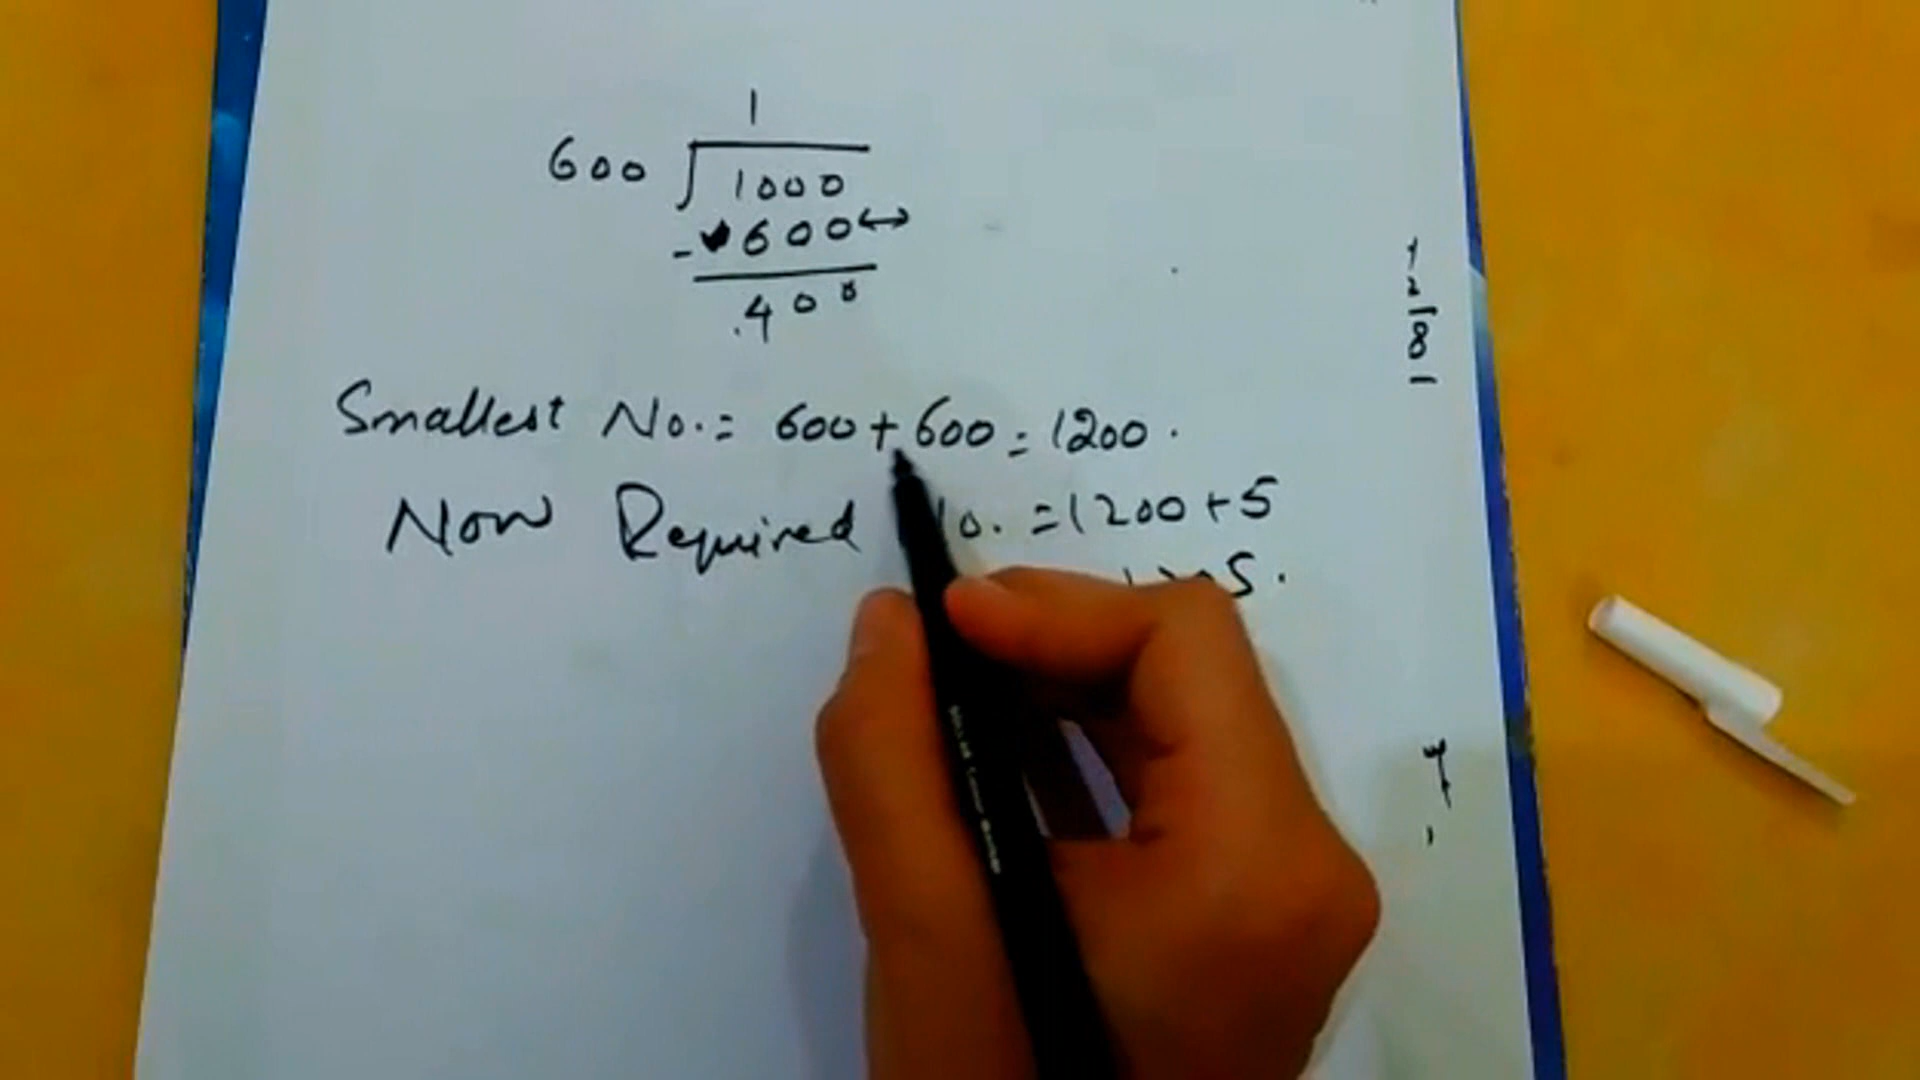 1
600 1000
- 600
400
Smallest No. = 600 + 600 = 1200.
Now Required No. = 1200 + 5